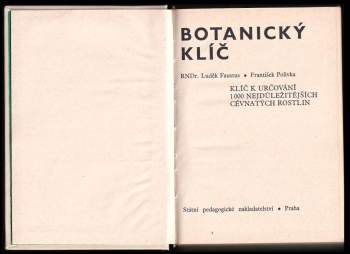 BOTANICKÝ
KLÍČ
RNDr. Luděk Faustus • František Polívka
KLÍČ K URČOVÁNÍ
1000 NEJDŮLEŽITĚJŠÍCH
CÉVNATÝCH ROSTLIN
Státní pedagogické nakladatelství • Praha